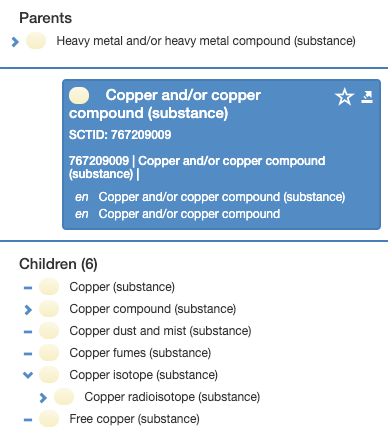 Parents
Heavy metal and/or heavy metal compound (substance)
Copper and/or copper
compound (substance)
SCTID: 767209009
767209009 | Copper and/or copper compound
(substance) |
en Copper and/or copper compound (substance)
en Copper and/or copper compound
Children (6)
Copper (substance)
Copper compound (substance)
Copper dust and mist (substance)
Copper fumes (substance)
Copper isotope (substance)
Copper radioisotope (substance)
Free copper (substance)